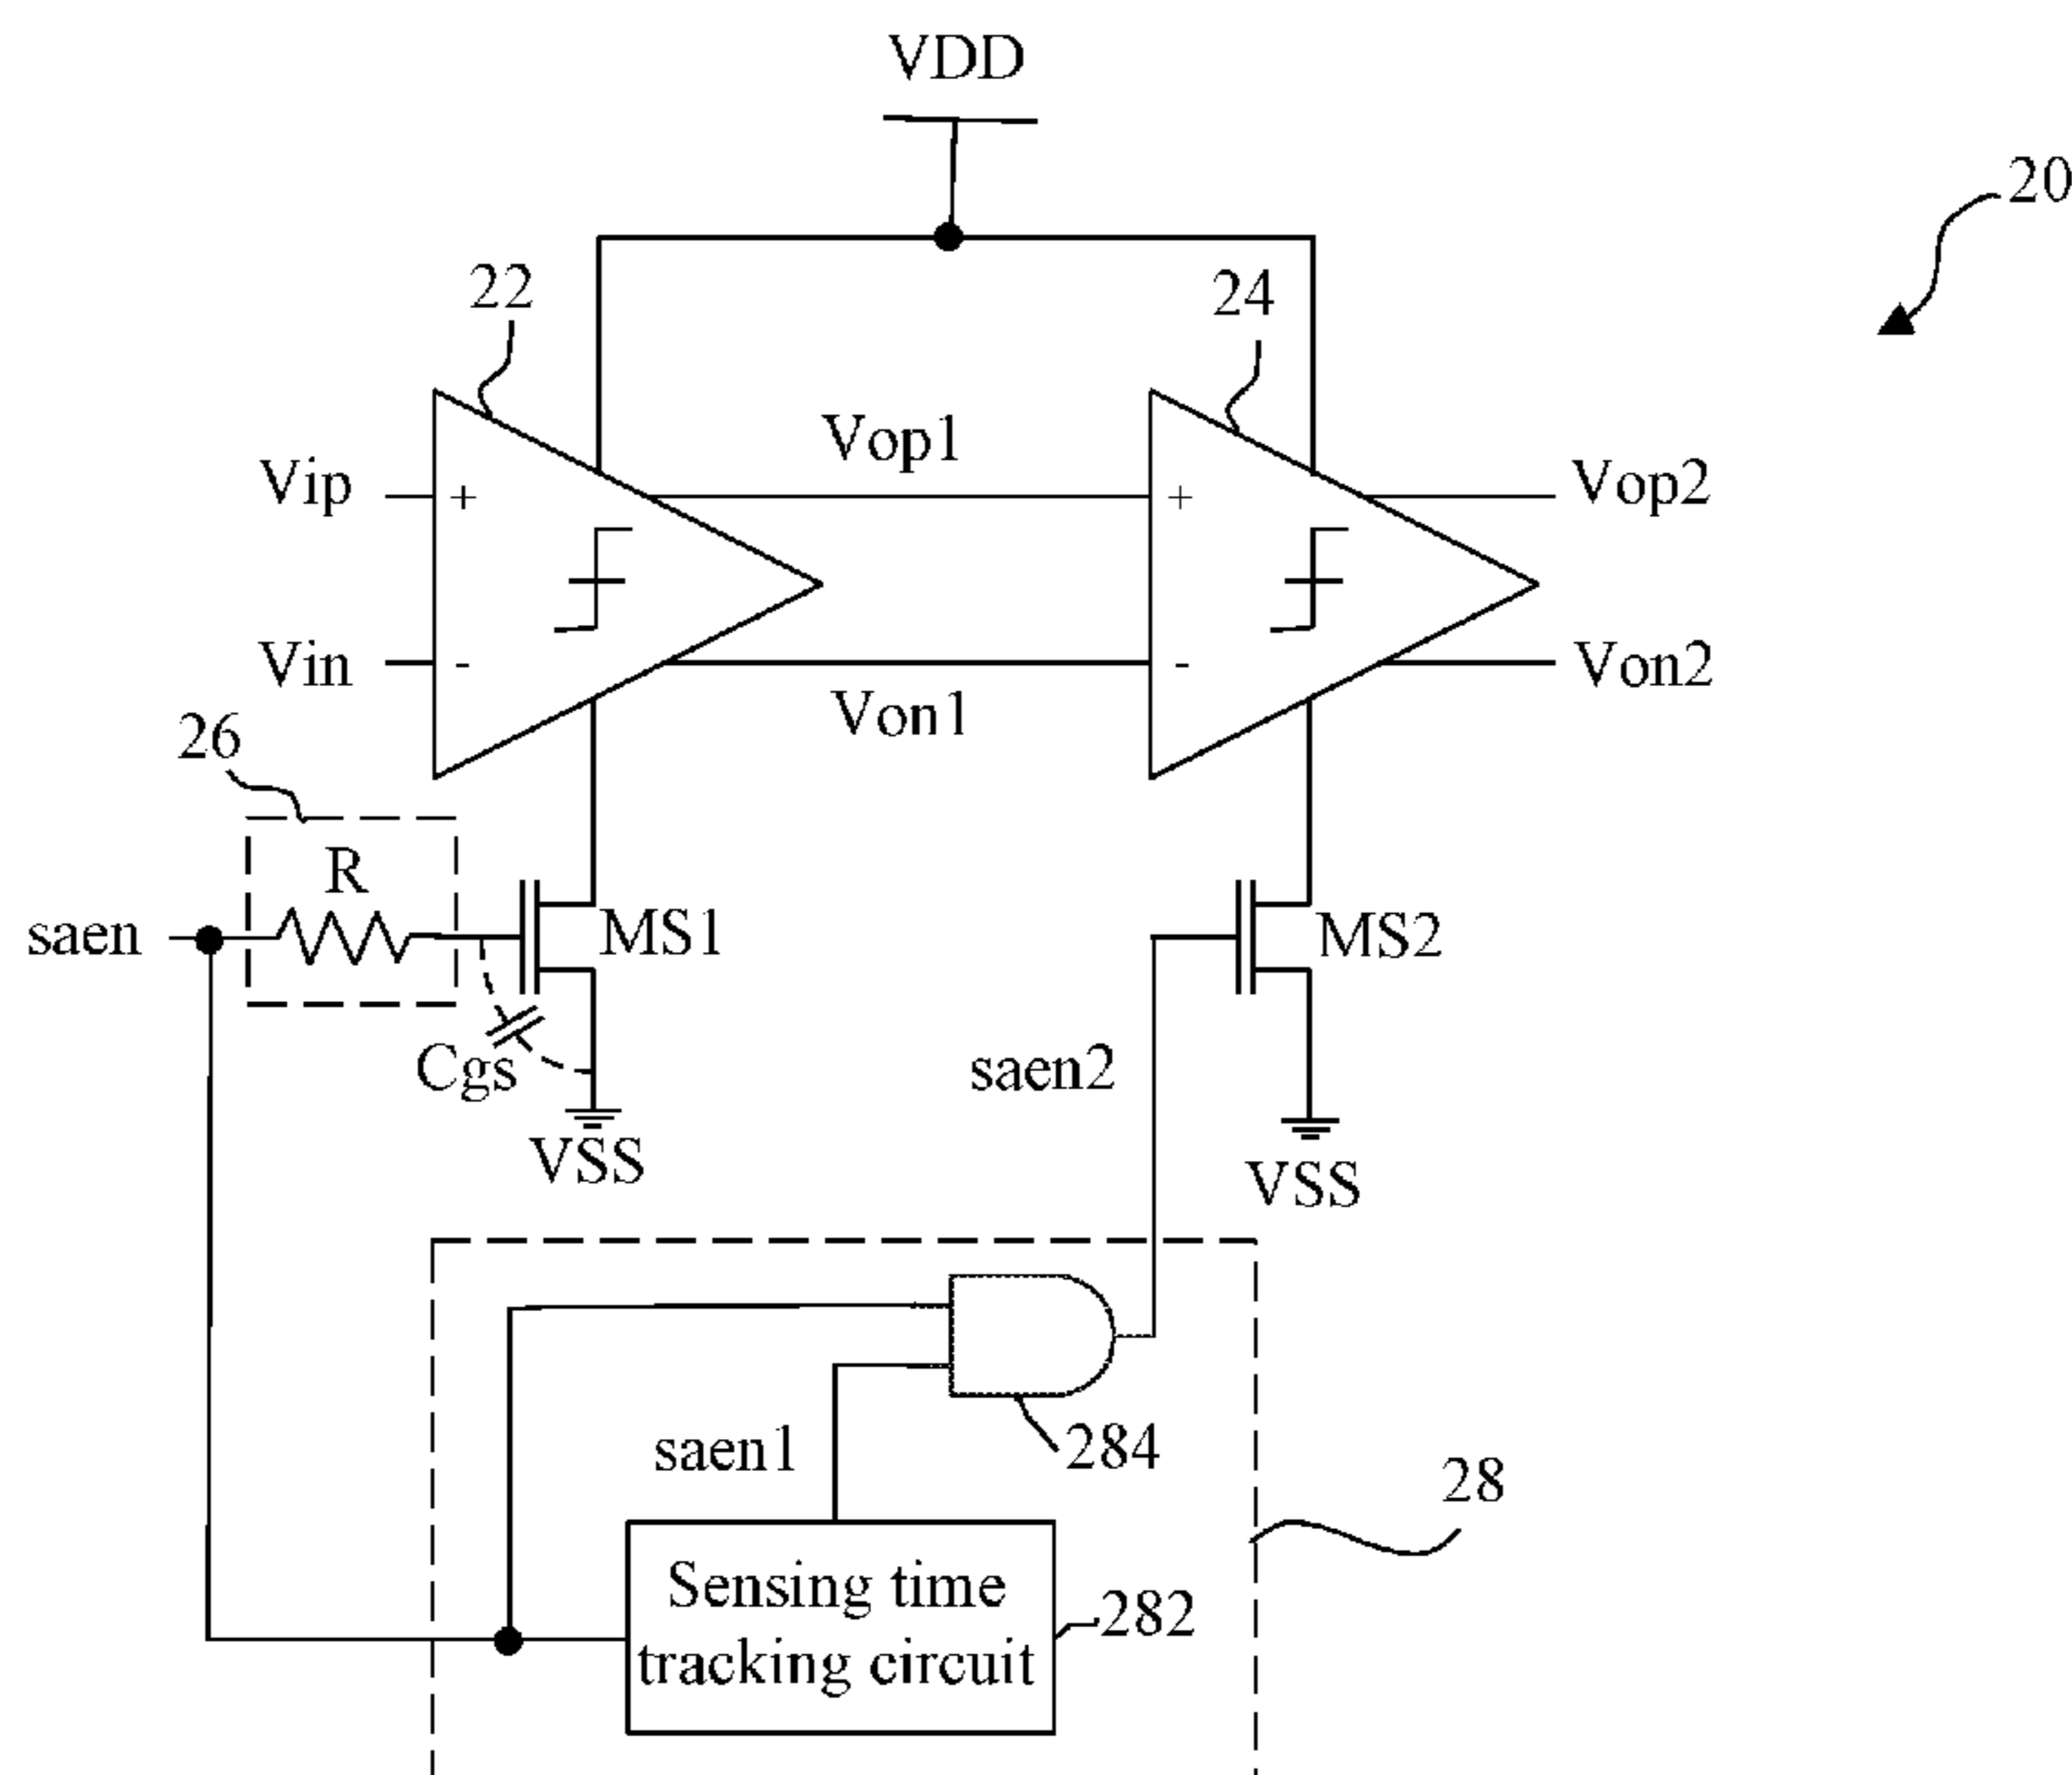 VDD
20
22
24
Vop1
Vip
+
+
Vop2
Vin
-
-
Von2
Von1
26
R
saen
MS1
MS2
Cgs
saen2
VSS
VSS
284
saen1
28
Sensing time
tracking circuit
282